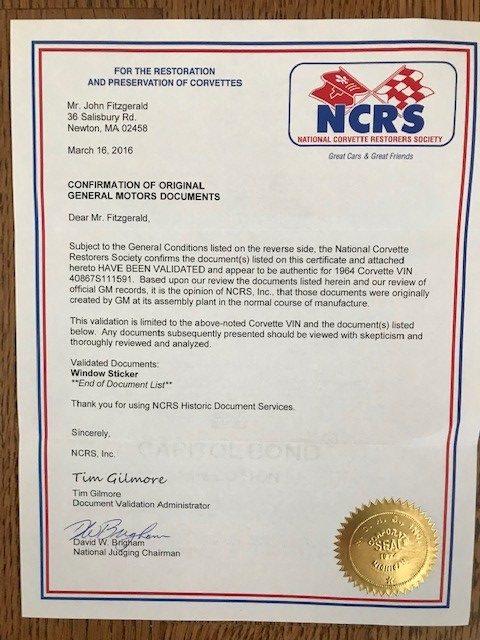 FOR THE RESTORATION
AND PRESERVATION OF CORVETTES
NCRS
NATIONAL CORVETTE RESTORERS SOCIETY
Great Cars & Great Friends
Mr. John Fitzgerald
36 Salisbury Rd.
Newton, MA 02458
March 16, 2016
CONFIRMATION OF ORIGINAL
GENERAL MOTORS DOCUMENTS
Dear Mr. Fitzgerald,
Subject to the General Conditions listed on the reverse side, the National Corvette
Restorers Society confirms the document(s) listed on this certificate and attached
hereto HAVE BEEN VALIDATED and appear to be authentic for 1964 Corvette VIN
40867S111591. Based upon our review the documents listed herein and our review of
official GM records, it is the opinion of NCRS, Inc., that those documents were originally
created by GM at its assembly plant in the normal course of manufacture.
This validation is limited to the above-noted Corvette VIN and the document(s) listed
below. Any documents subsequently presented should be viewed with skepticism and
thoroughly reviewed and analyzed.
Validated Documents:
Window Sticker
**End of Document List**
Thank you for using NCRS Historic Document Services.
Sincerely,
CAPITOL BOND
NCRS, Inc.
Tim Gilmore
Tim Gilmore
Document Validation Administrator
DW Brigham
David W. Brigham
National Judging Chairman
SEAL